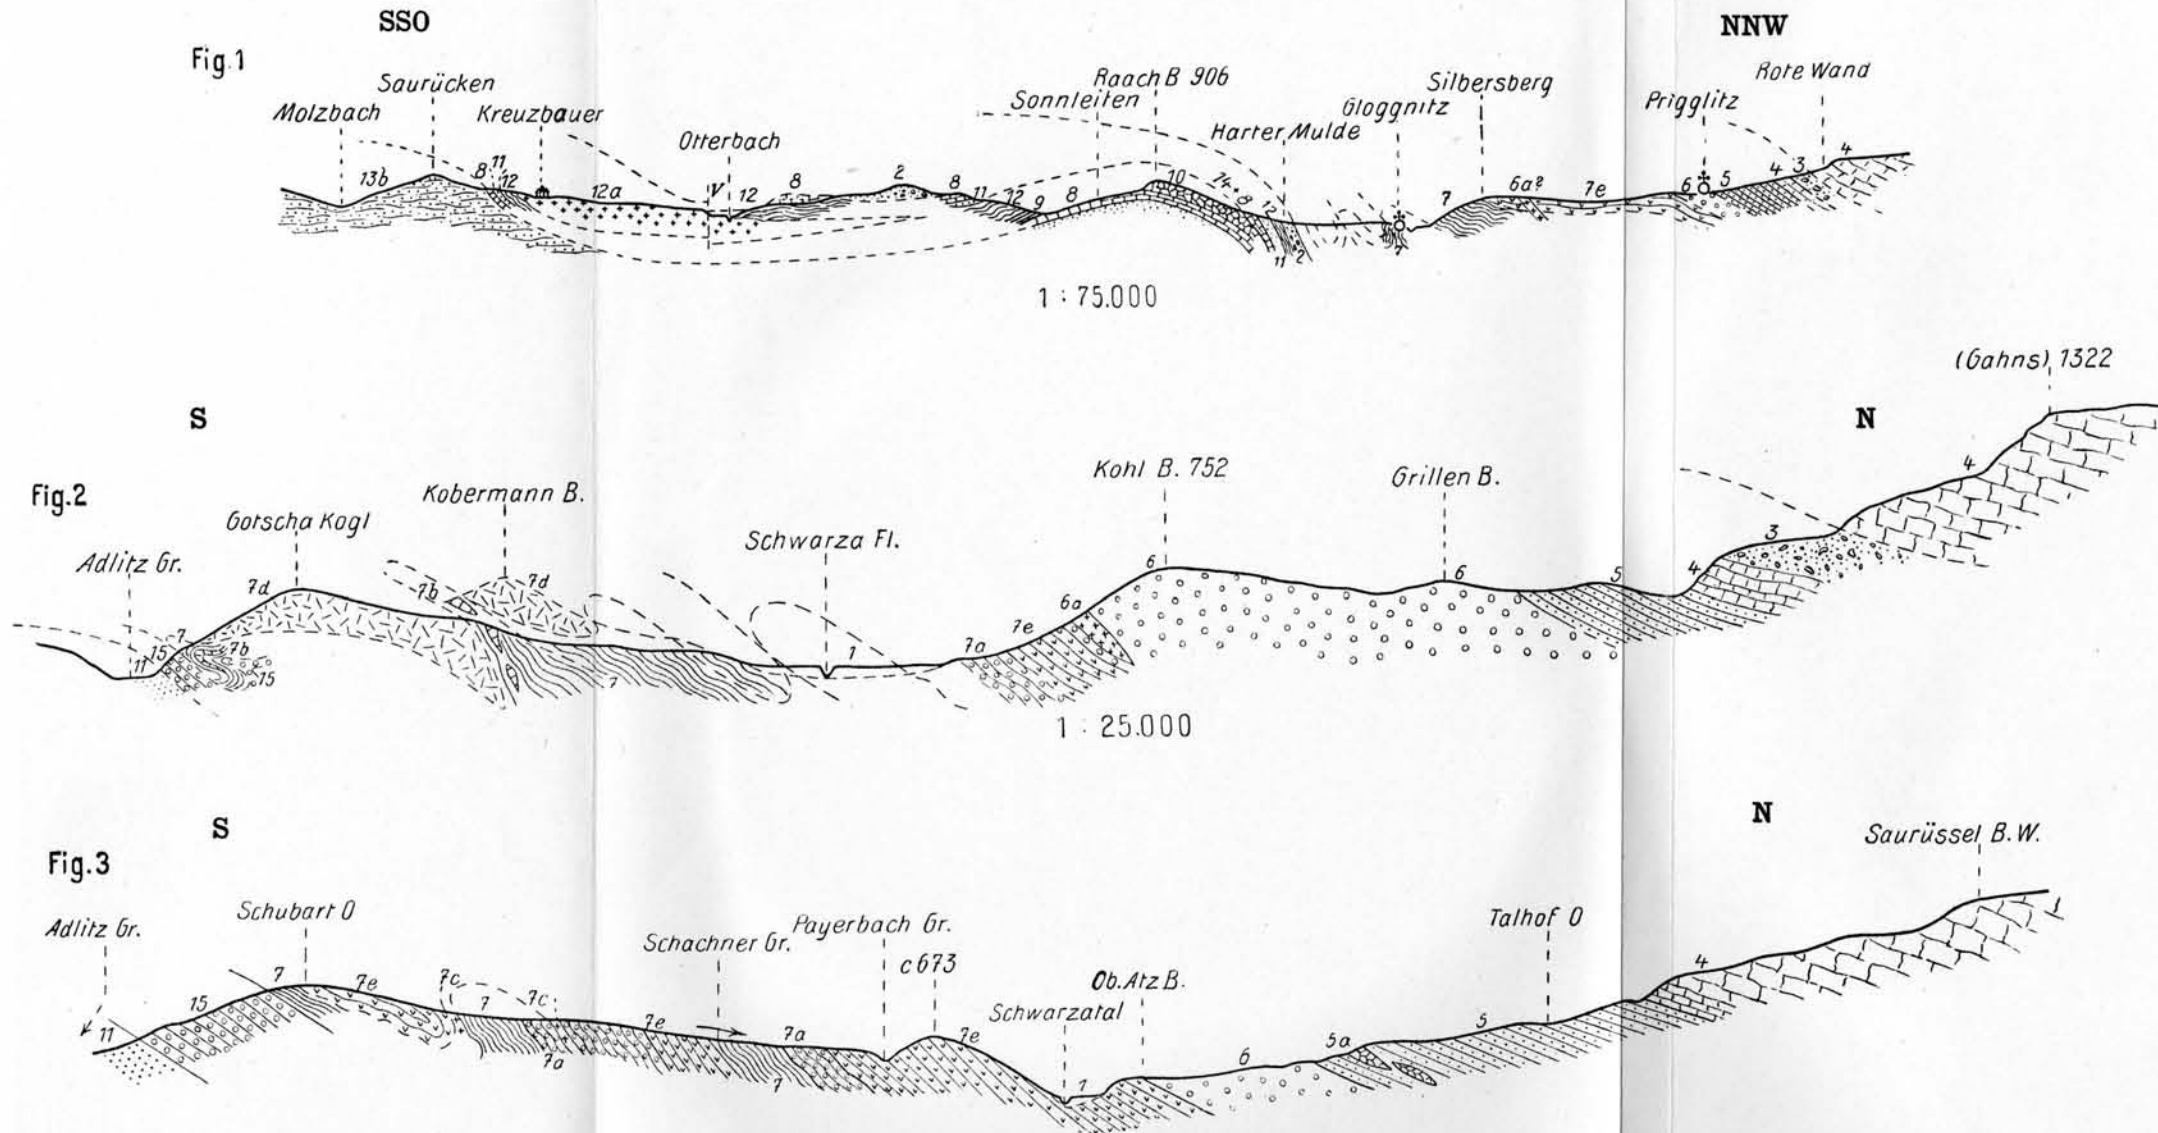 SSO
NNW
Fig.1
Molzbach
Saurücken
Kreuzbauer
Otterbach
Sonnleiten
Raach B 906
Harter Mulde
Gloggnitz
Silbersberg
Prigglitz
Rote Wand
13b 8 11 12 12a V 12 8 2 8 11 12 9 8 10 14+8 12 11 2 7 7 6a? 7e 6 5 4 3 4
1 : 75.000
S
N
Fig.2
Adlitz Gr.
Gotscha Kogl
Kobermann B.
Schwarza Fl.
Kohl B. 752
Grillen B.
(Gahns) 1322
11 15 7 7b 15 7d 7b 7d 7 1 7a 7e 6a 6 6 5 4 3 4
1 : 25.000
S
N
Fig.3
Adlitz Gr.
Schubart O
Schachner Gr.
Payerbach Gr.
c 673
Schwarzatal
Ob. Atz B.
Talhof O
Saurüssel B.W.
11 15 7 7e 7c 7 7c 7a 7e 7 7a 7e 1 6 5a 5 4